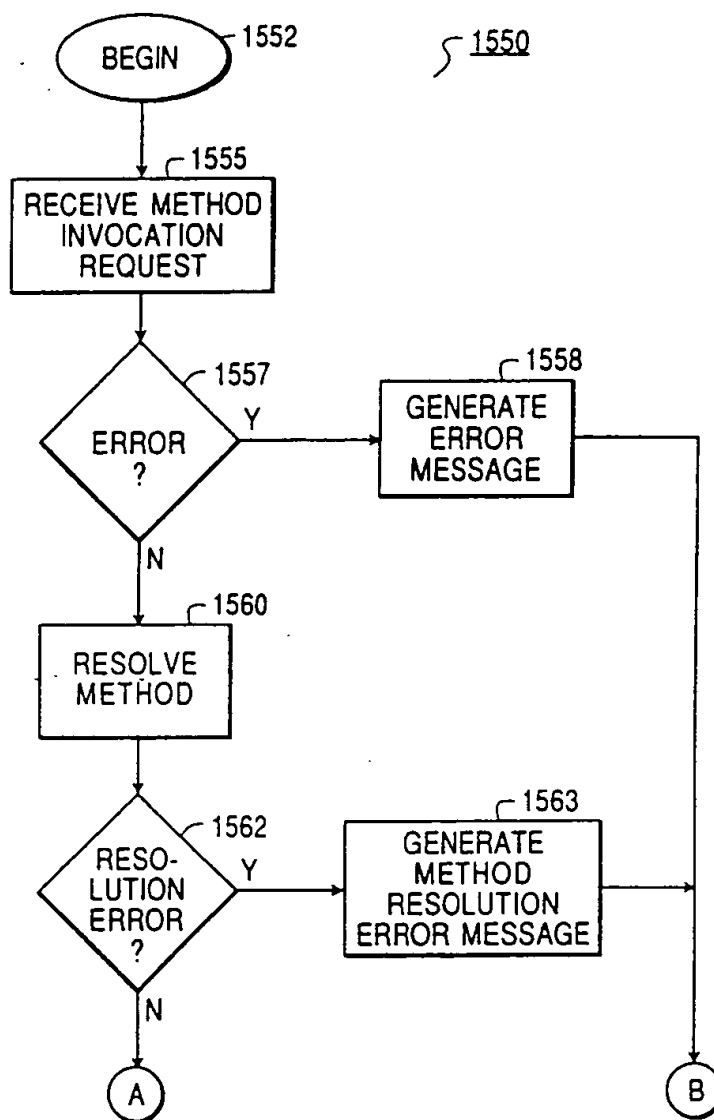 1552
1550
BEGIN
1555
RECEIVE METHOD
INVOCATION
REQUEST
1557
1558
ERROR
?
Y
GENERATE
ERROR
MESSAGE
N
1560
RESOLVE
METHOD
1562
1563
RESO-
LUTION
ERROR
?
Y
GENERATE
METHOD
RESOLUTION
ERROR MESSAGE
N
A
B